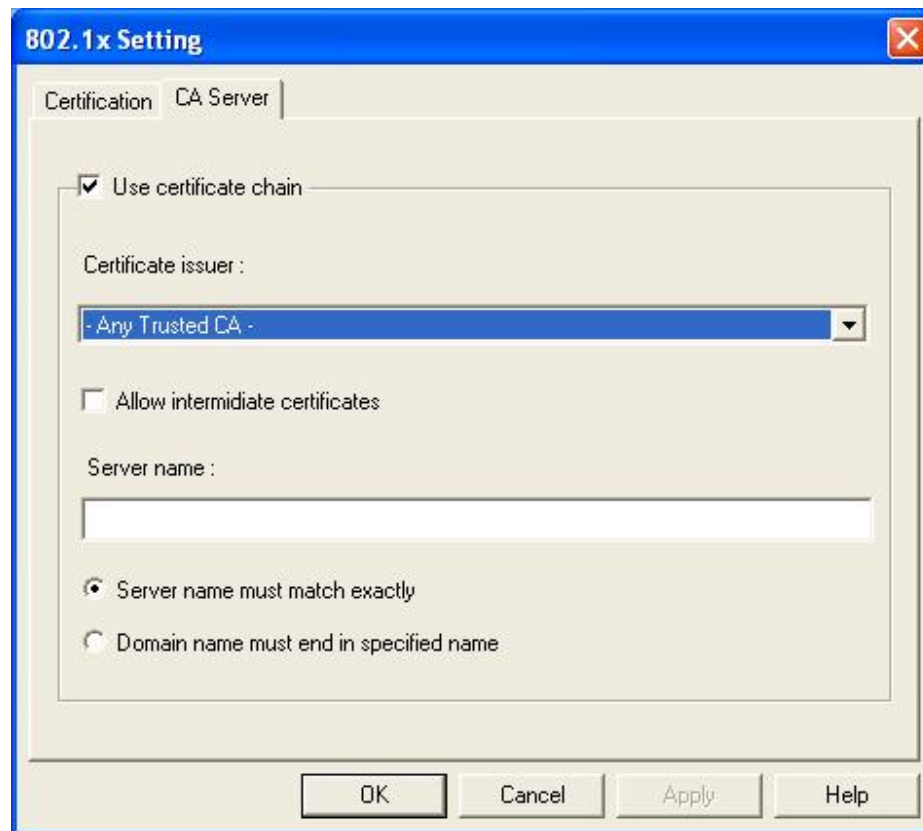 802.1x Setting
Certification
CA Server
Use certificate chain
Certificate issuer :
- Any Trusted CA -
Allow intermidiate certificates
Server name :
Server name must match exactly
Domain name must end in specified name
OK
Cancel
Apply
Help